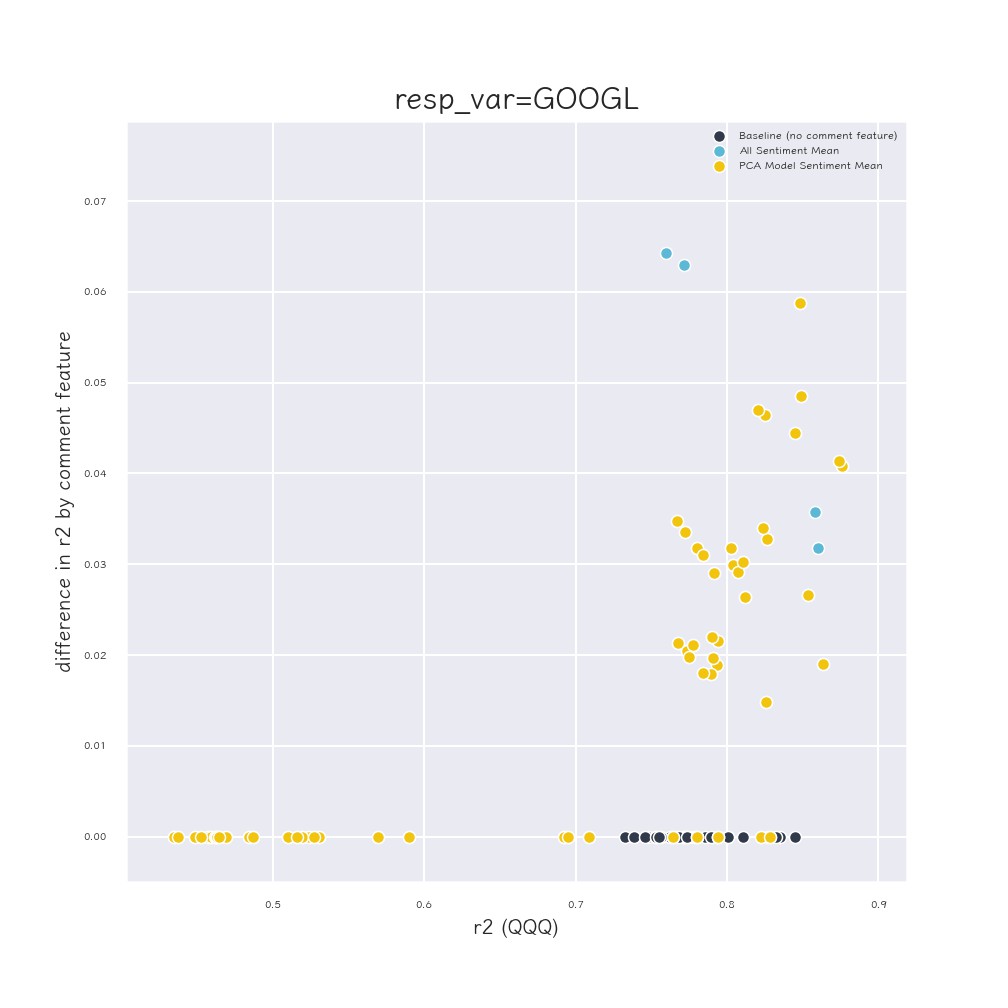 resp_var=GOOGL
Baseline (no comment feature)
All Sentiment Mean
PCA Model Sentiment Mean
0.07
0.06
0.05
0.04
0.03
0.02
0.01
0.00
difference in r2 by comment feature
0.5
0.6
0.7
0.8
0.9
r2 (QQQ)